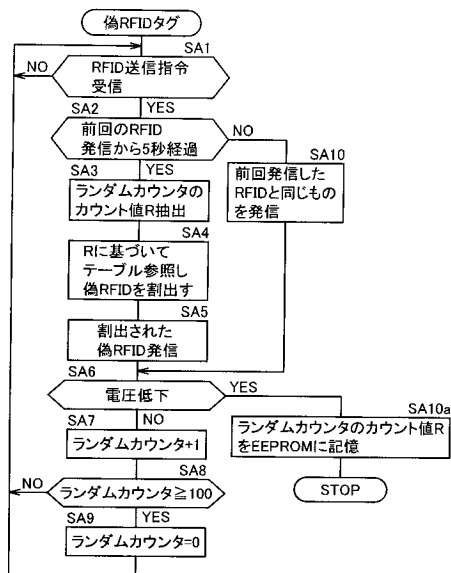 偽RFIDタグ
SA1
RFID送信指令
受信
NO
YES
SA2
前回のRFID
発信から5秒経過
NO
YES
SA10
前回発信した
RFIDと同じもの
を発信
SA3
ランダムカウンタの
カウント値R抽出
SA4
Rに基づいて
テーブル参照し
偽RFIDを割出す
SA5
割出された
偽RFID発信
SA6
電圧低下
YES
NO
SA10a
ランダムカウンタのカウント値R
をEEPROMに記憶
STOP
SA7
ランダムカウンタ+1
SA8
ランダムカウンタ≧100
NO
YES
SA9
ランダムカウンタ=0